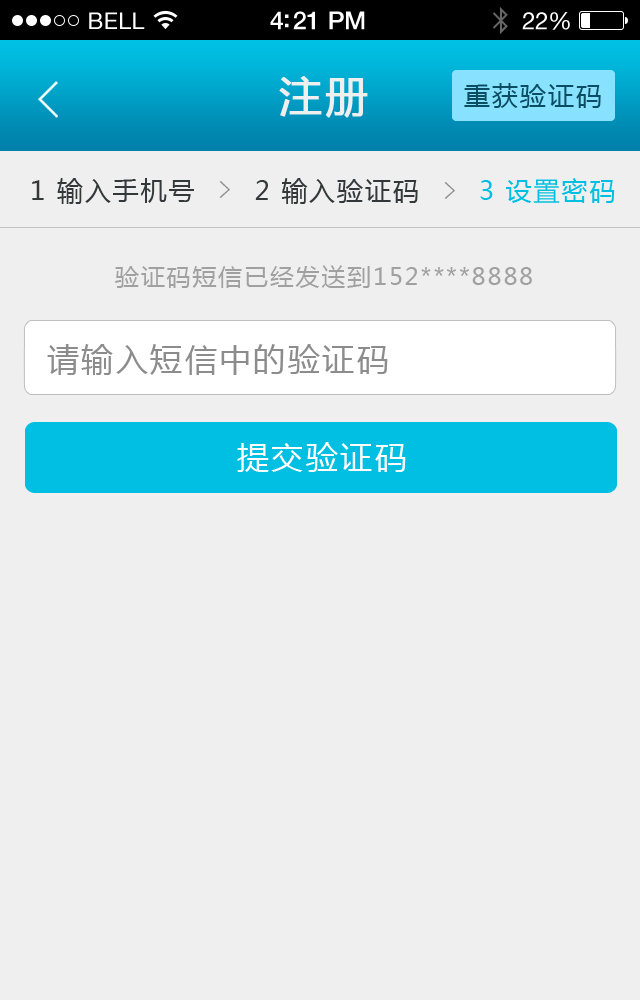 BELL 4:21 PM 22%
注册 重获验证码
1 输入手机号 > 2 输入验证码 > 3 设置密码
验证码短信已经发送到152****8888
请输入短信中的验证码
提交验证码